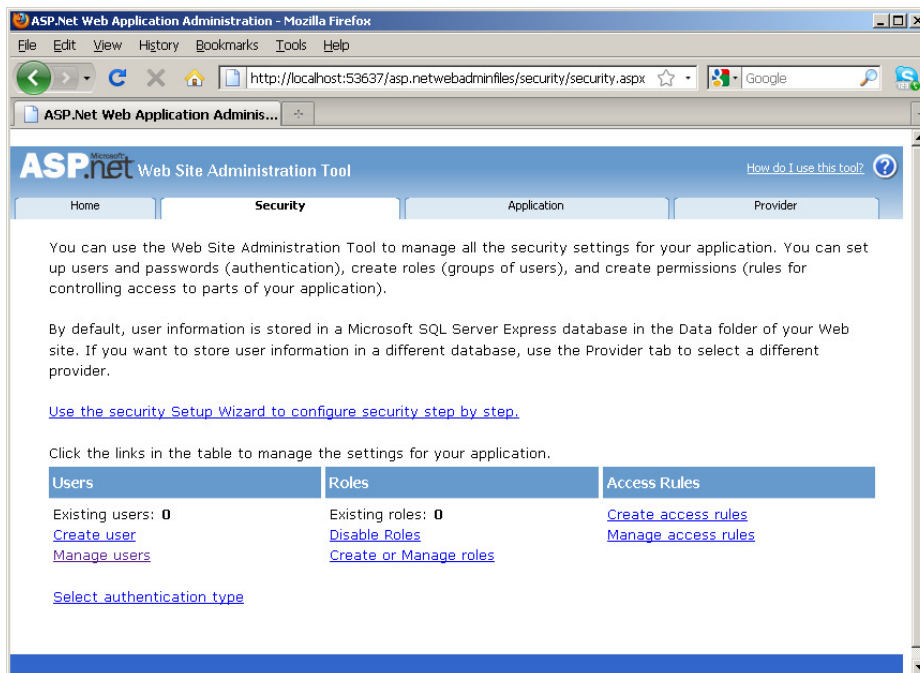 ASP.Net Web Application Administration - Mozilla Firefox
File Edit View History Bookmarks Tools Help
http://localhost:53637/asp.netwebadminfiles/security/security.aspx Google
ASP.Net Web Application Adminis...
Microsoft
ASP.net Web Site Administration Tool How do I use this tool? ?
Home Security Application Provider
You can use the Web Site Administration Tool to manage all the security settings for your application. You can set
up users and passwords (authentication), create roles (groups of users), and create permissions (rules for
controlling access to parts of your application).
By default, user information is stored in a Microsoft SQL Server Express database in the Data folder of your Web
site. If you want to store user information in a different database, use the Provider tab to select a different
provider.
Use the security Setup Wizard to configure security step by step.
Click the links in the table to manage the settings for your application.
Users Roles Access Rules
Existing users: 0 Existing roles: 0 Create access rules
Create user Disable Roles Manage access rules
Manage users Create or Manage roles
Select authentication type